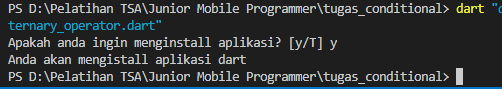 PS D:\Pelatihan TSA\Junior Mobile Programmer\tugas_conditional> dart "d
ternary_operator.dart"
Apakah anda ingin menginstall aplikasi? [y/T] y
Anda akan mengistall aplikasi dart
PS D:\Pelatihan TSA\Junior Mobile Programmer\tugas_conditional>